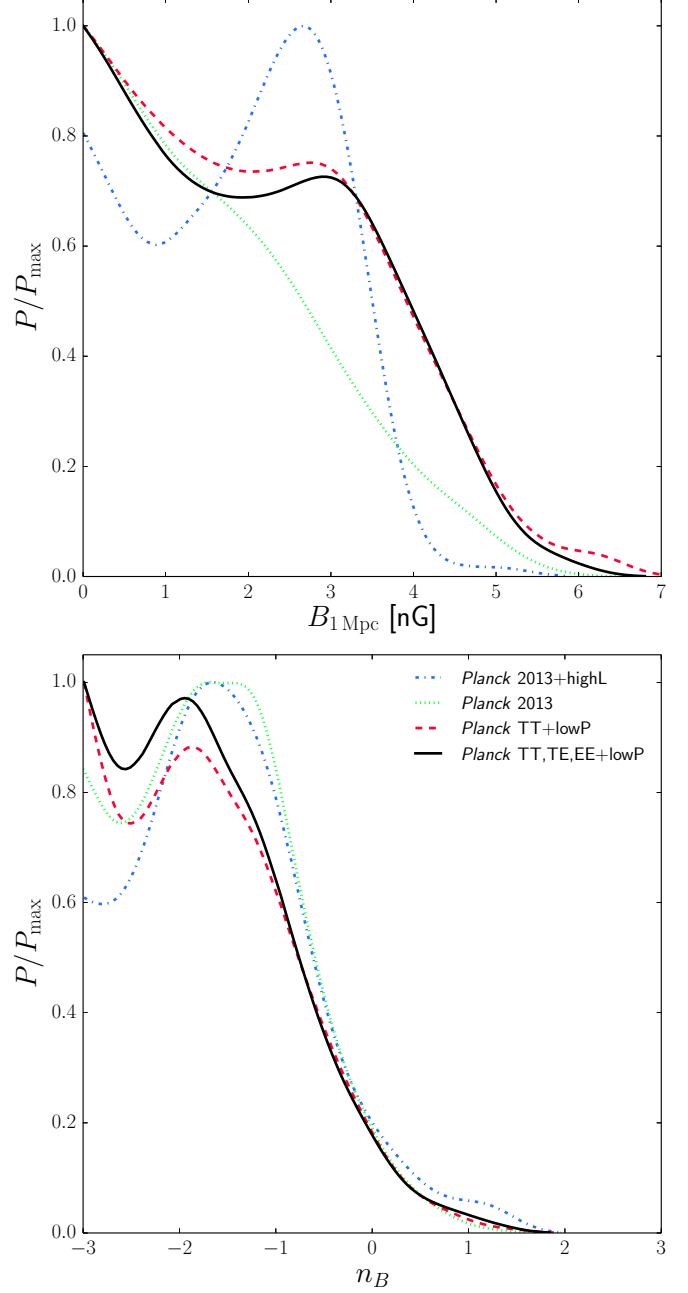 1.0
0.8
0.6
0.4
0.2
0.0
P/P_max
0 1 2 3 4 5 6 7
B_{1 Mpc} [nG]
1.0
0.8
0.6
0.4
0.2
0.0
P/P_max
Planck 2013+highL
Planck 2013
Planck TT+lowP
Planck TT,TE,EE+lowP
−3 −2 −1 0 1 2 3
n_B